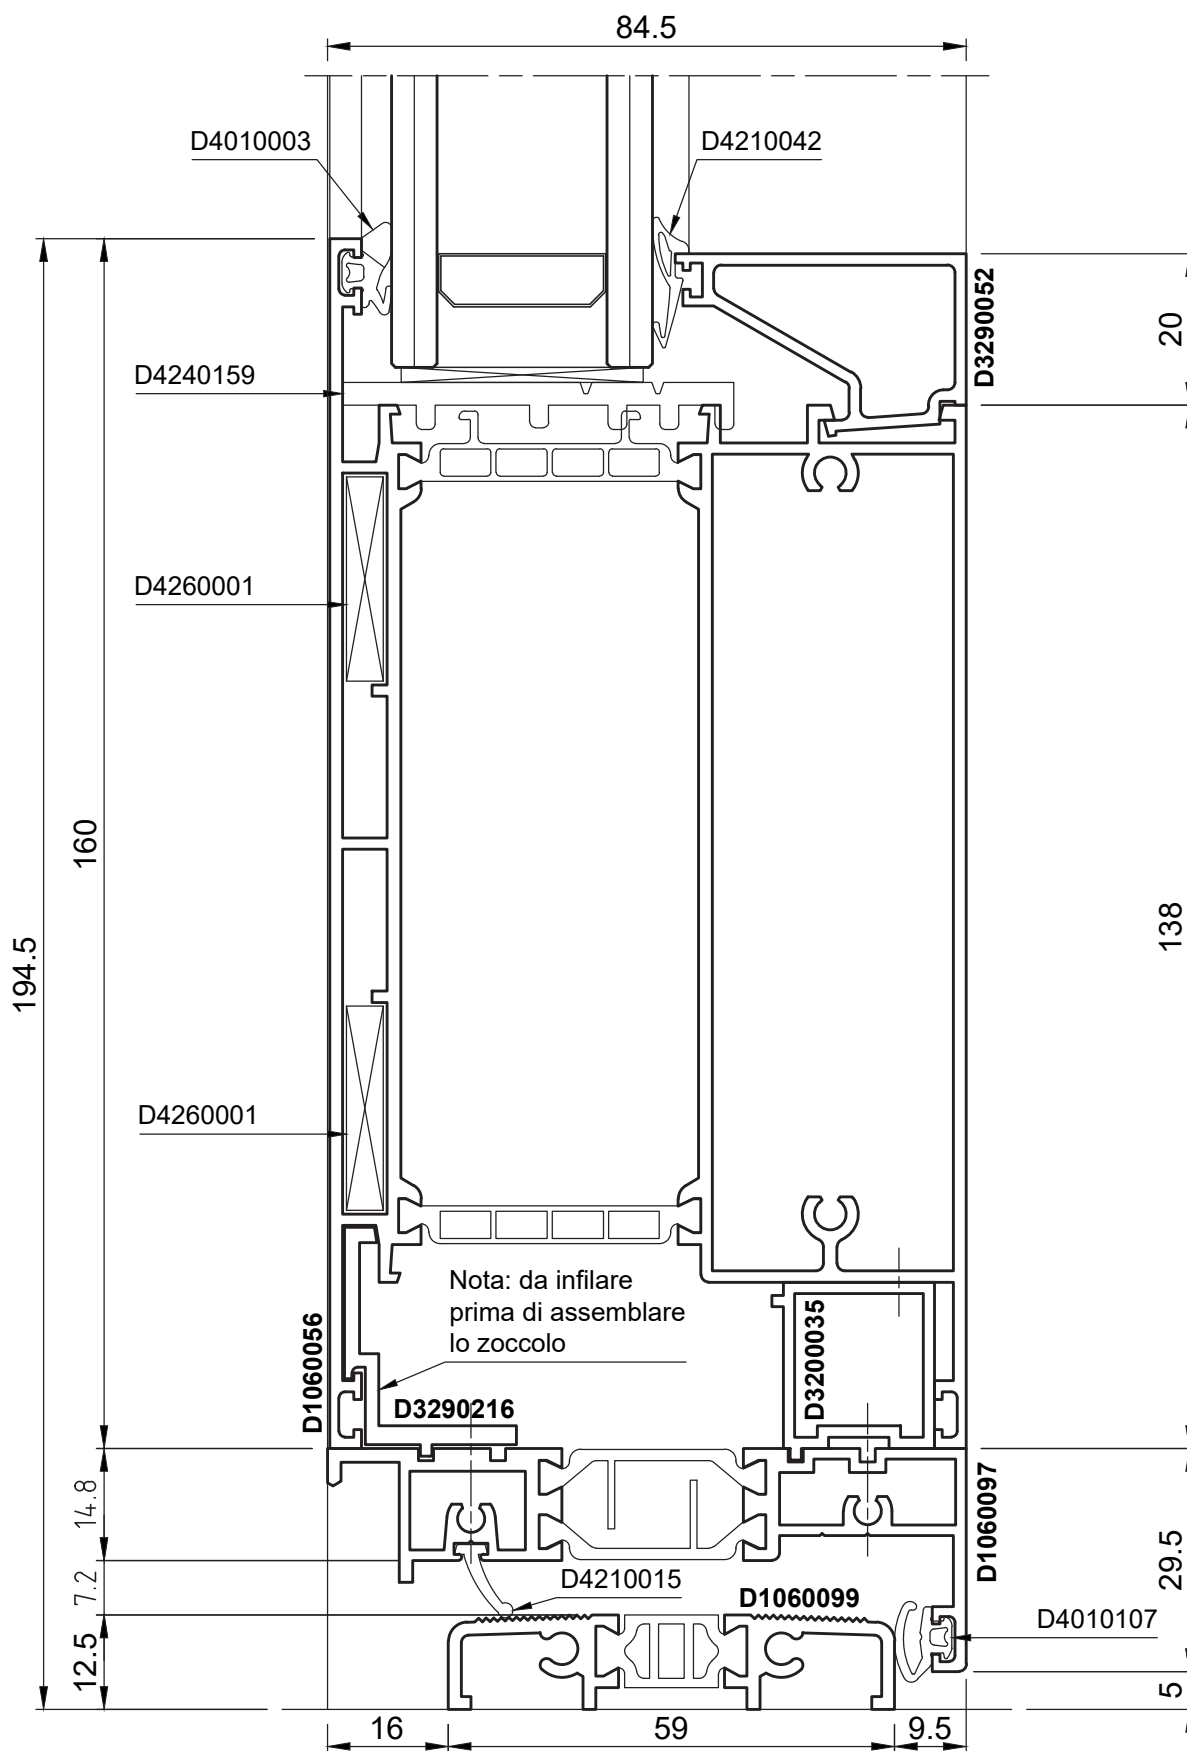 84.5
D4010003
D4210042
D3290052
20
D4240159
D4260001
160
138
194.5
D4260001
Nota: da infilare
prima di assemblare
lo zoccolo
D1060056
D3290216
D3200035
14.8
D1060097
29.5
7.2
D4210015
D1060099
D4010107
12.5
5
16
59
9.5